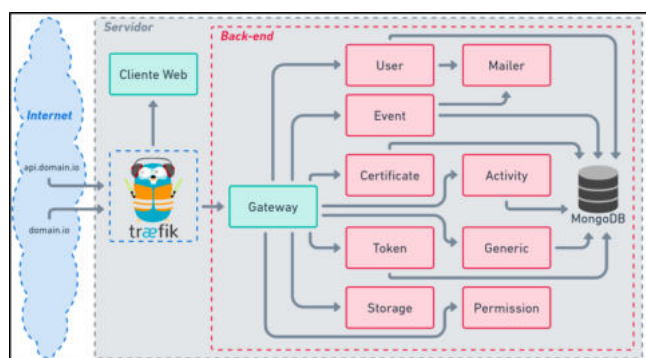 Servidor
Back-end
Internet
Cliente Web
User
Mailer
Event
api.domain.io
Certificate
Activity
Gateway
træfik
MongoDB
domain.io
Token
Generic
Storage
Permission